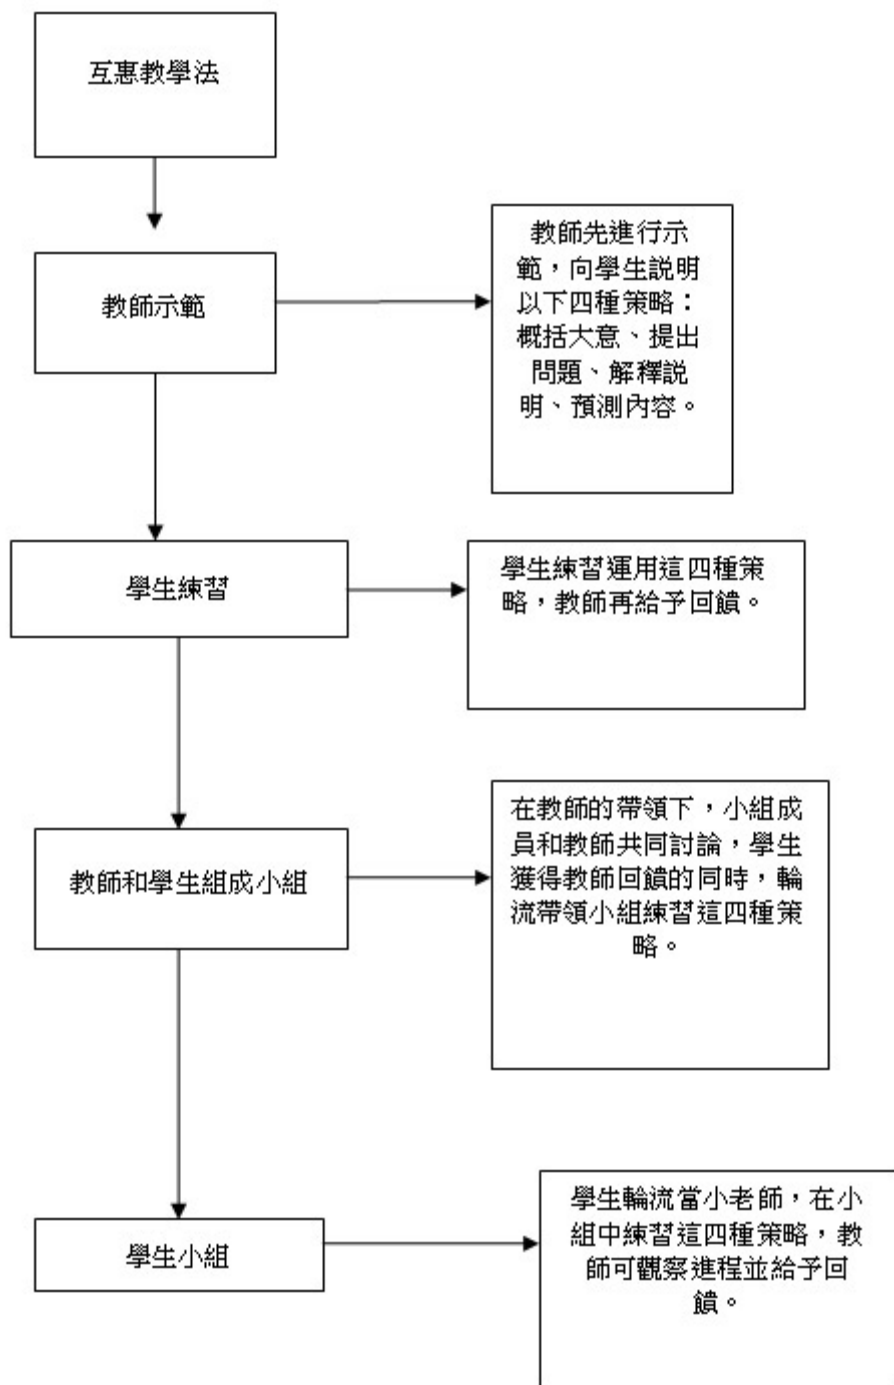 互惠教學法
教師示範
教師先進行示
範，向學生説明
以下四種策略：
概括大意、提出
問題、解釋説
明、預測內容。
學生練習
學生練習運用這四種策
略，教師再給予回饋。
教師和學生組成小組
在教師的帶領下，小組成
員和教師共同討論，學生
獲得教師回饋的同時，輪
流帶領小組練習這四種策
略。
學生小組
學生輪流當小老師，在小
組中練習這四種策略，教
師可觀察進程並給予回
饋。